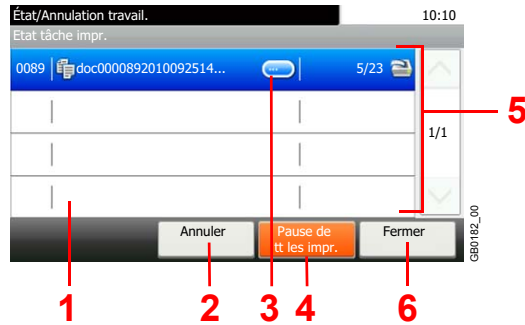 État/Annulation travail.
10:10
Etat tâche impr.
0089 doc0000892010092514... ... 5/23
5
1/1
Annuler
Pause de
tt les impr.
Fermer
GB0182_00
1
2
3
4
6